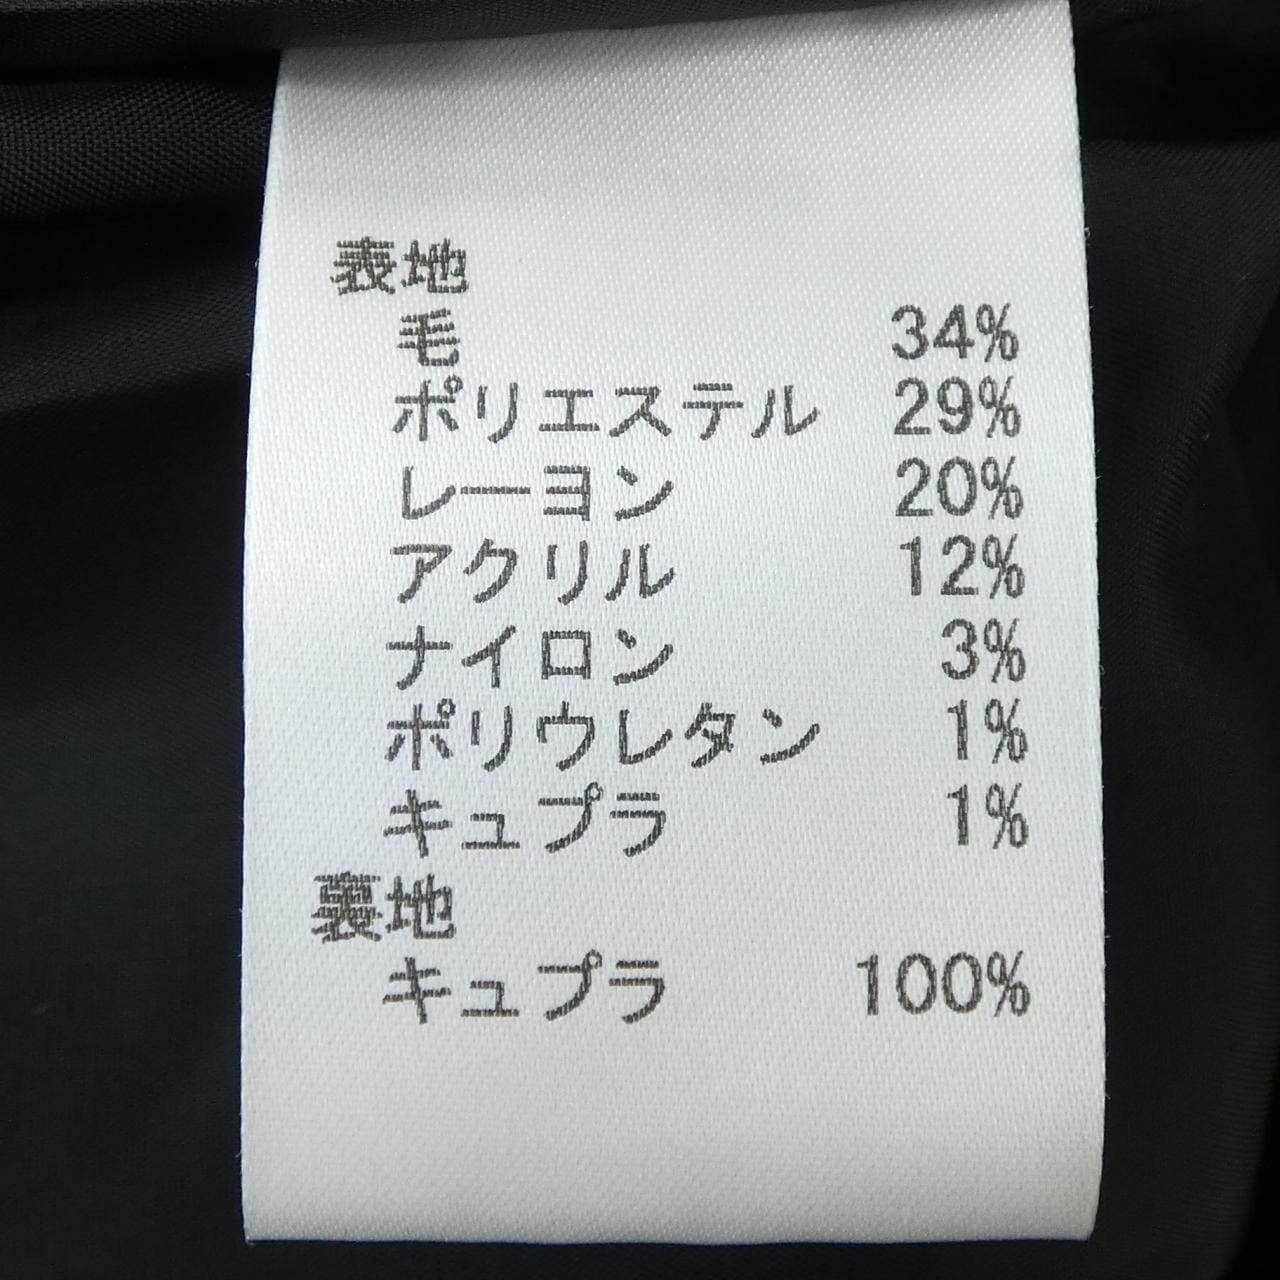 表地
毛 34%
ポリエステル 29%
レーヨン 20%
アクリル 12%
ナイロン 3%
ポリウレタン 1%
キュプラ 1%
裏地
キュプラ 100%